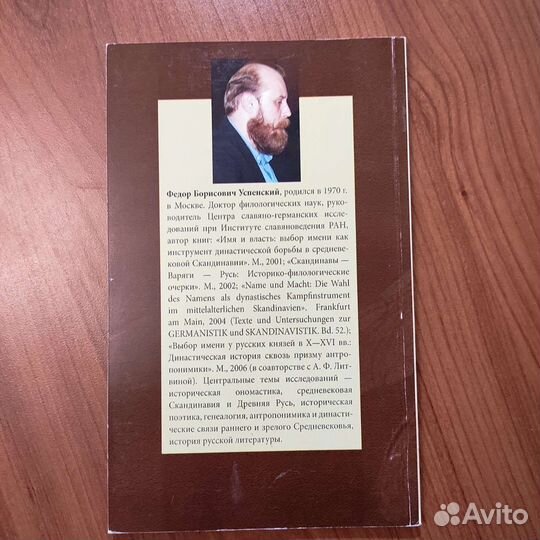 Федор Борисович Успенский, родился в 1970 г.
в Москве. Доктор филологических наук, руко-
водитель Центра славяно-германских иссле-
дований при Институте славяноведения РАН,
автор книг: «Имя и власть: выбор имени как
инструмент династической борьбы в средневе-
ковой Скандинавии». М., 2001; «Скандинавы —
Варяги — Русь: Историко-филологические
очерки». М., 2002; «Name und Macht: Die Wahl
des Namens als dynastisches Kampfinstrument
im mittelalterlichen Skandinavien». Frankfurt
am Main, 2004 (Texte und Untersuchungen zur
GERMANISTIK und SKANDINAVISTIK. Bd. 52.);
«Выбор имени у русских князей в X—XVI вв.:
Династическая история сквозь призму антро-
понимики». М., 2006 (в соавторстве с А. Ф. Лит-
виной). Центральные темы исследований —
историческая ономастика, средневековая
Скандинавия и Древняя Русь, историческая
поэтика, генеалогия, антропонимика и династи-
ческие связи раннего и зрелого Средневековья,
история русской литературы.
Avito